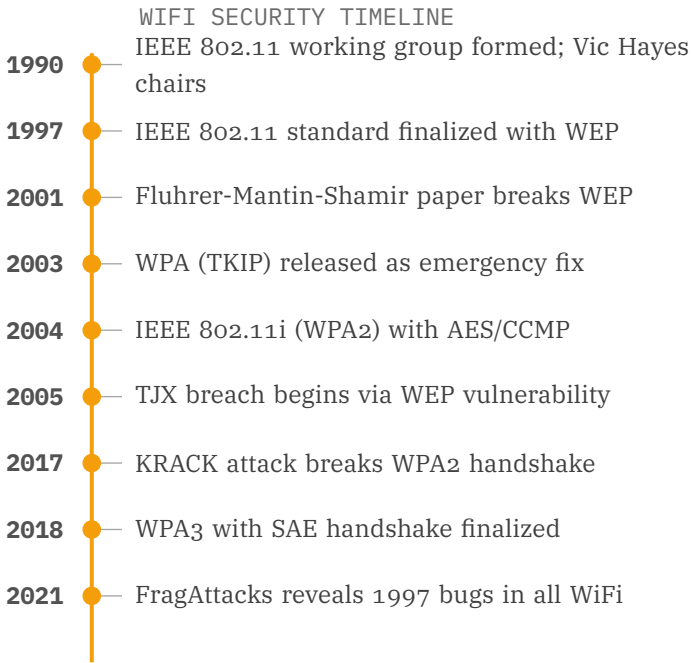 WIFI SECURITY TIMELINE
1990 IEEE 802.11 working group formed; Vic Hayes
chairs
1997 IEEE 802.11 standard finalized with WEP
2001 Fluhrer-Mantin-Shamir paper breaks WEP
2003 WPA (TKIP) released as emergency fix
2004 IEEE 802.11i (WPA2) with AES/CCMP
2005 TJX breach begins via WEP vulnerability
2017 KRACK attack breaks WPA2 handshake
2018 WPA3 with SAE handshake finalized
2021 FragAttacks reveals 1997 bugs in all WiFi